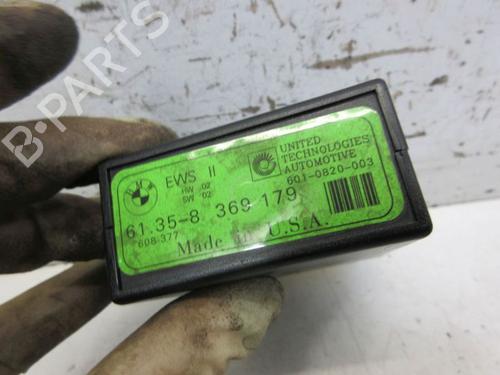 B-PARTS
BMW
EWS II
HW .02
SW .02
UNITED
TECHNOLOGIES
AUTOMOTIVE
601-0820-003
61.35-8 369 179
608-377
Made in U.S.A.